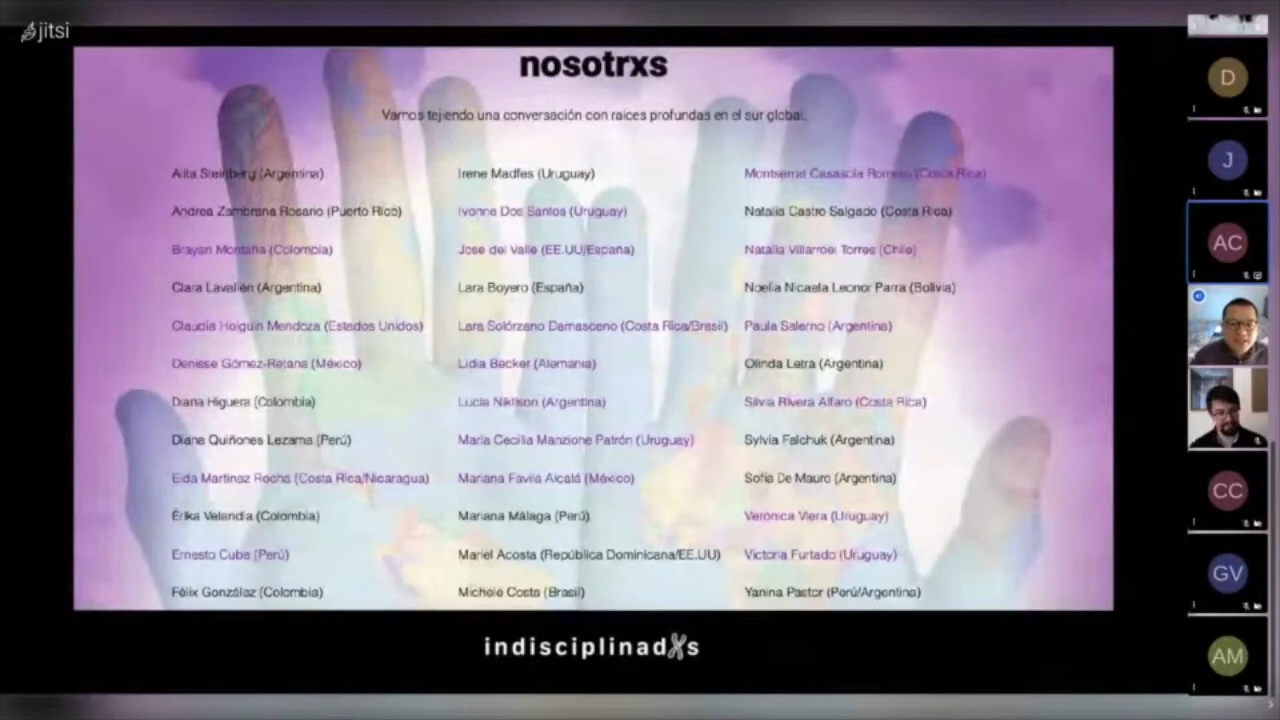 jitsi
nosotrxs
Vamos tejiendo una conversación con raíces profundas en el sur global.
Alita Steinberg (Argentina)
Andrea Zambrana Rosario (Puerto Rico)
Brayan Montaña (Colombia)
Clara Lavallén (Argentina)
Claudia Holguín Mendoza (Estados Unidos)
Denisse Gómez-Retana (México)
Diana Higuera (Colombia)
Diana Quiñones Lezama (Perú)
Eida Martínez Rocha (Costa Rica/Nicaragua)
Érika Velandia (Colombia)
Ernesto Cuba (Perú)
Félix González (Colombia)
Irene Madfes (Uruguay)
Ivonne Dos Santos (Uruguay)
José del Valle (EE.UU/España)
Lara Boyero (España)
Lara Solórzano Damasceno (Costa Rica/Brasil)
Lidia Becker (Alemania)
Lucía Niklison (Argentina)
María Cecilia Manzione Patrón (Uruguay)
Mariana Favila Alcalá (México)
Mariana Málaga (Perú)
Mariel Acosta (República Dominicana/EE.UU)
Michele Costa (Brasil)
Montserrat Casasola Romero (Costa Rica)
Natalia Castro Salgado (Costa Rica)
Natalia Villarroel Torres (Chile)
Noelia Nicaela Leonor Parra (Bolivia)
Paula Salerno (Argentina)
Olinda Letra (Argentina)
Silvia Rivera Alfaro (Costa Rica)
Sylvia Falchuk (Argentina)
Sofía De Mauro (Argentina)
Verónica Viera (Uruguay)
Victoria Furtado (Uruguay)
Yanina Pastor (Perú/Argentina)
indisciplinadxs
D
J
AC
CC
GV
AM